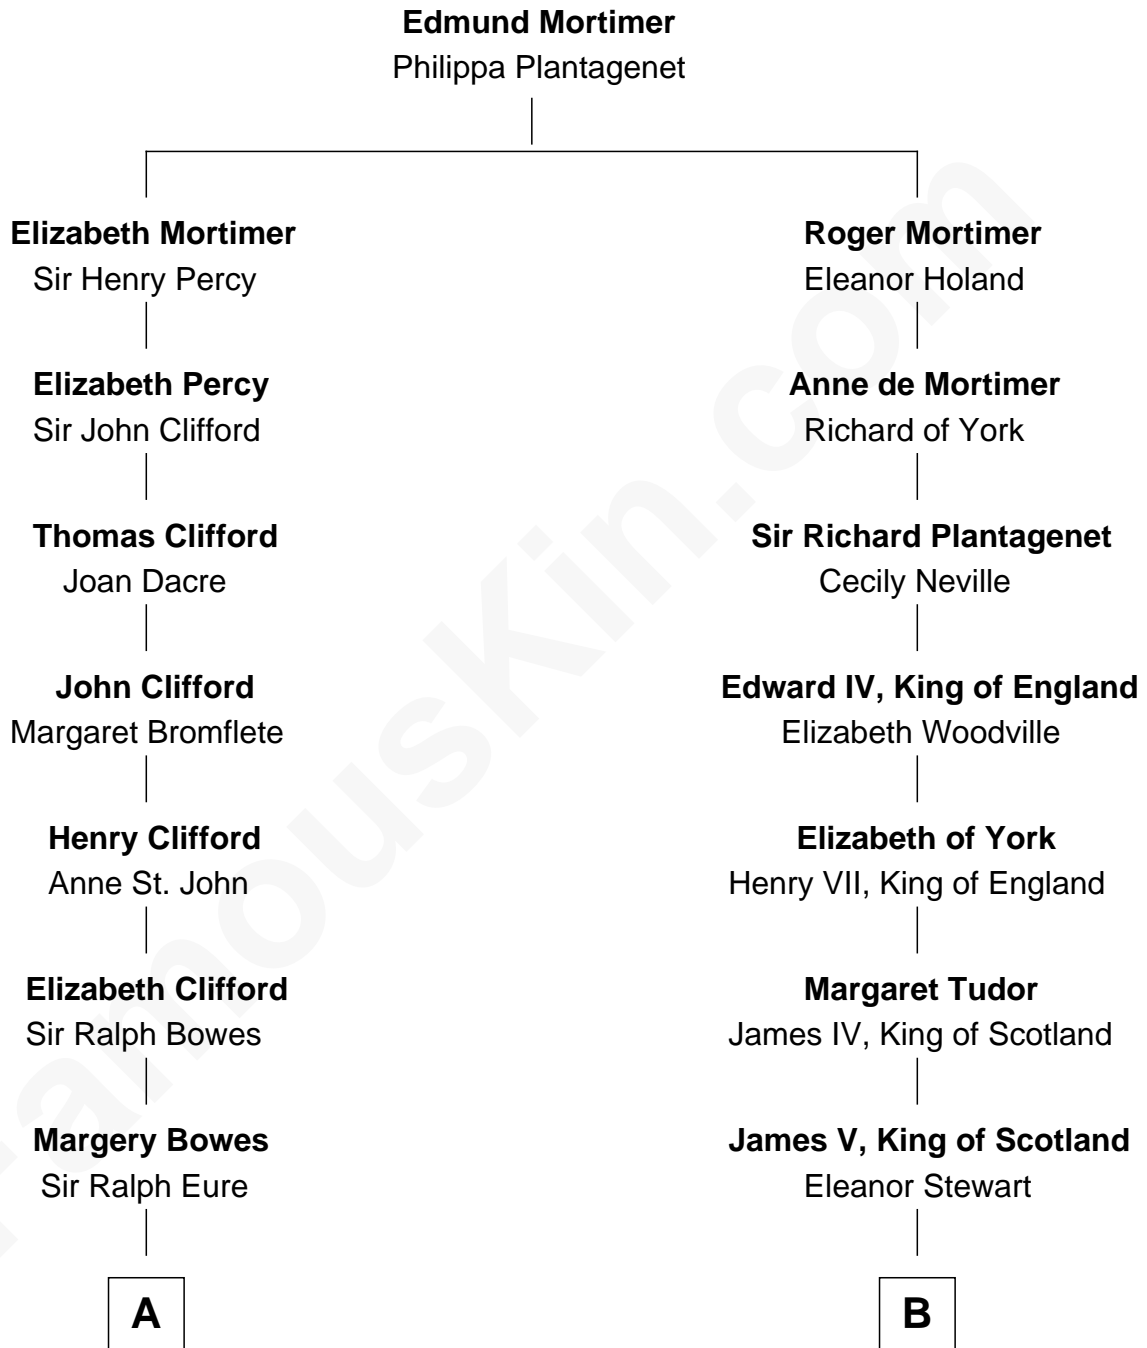 Edmund Mortimer
Philippa Plantagenet
Elizabeth Mortimer
Sir Henry Percy
Roger Mortimer
Eleanor Holand
Elizabeth Percy
Sir John Clifford
Anne de Mortimer
Richard of York
Thomas Clifford
Joan Dacre
Sir Richard Plantagenet
Cecily Neville
John Clifford
Margaret Bromflete
Edward IV, King of England
Elizabeth Woodville
Henry Clifford
Anne St. John
Elizabeth of York
Henry VII, King of England
Elizabeth Clifford
Sir Ralph Bowes
Margaret Tudor
James IV, King of Scotland
Margery Bowes
Sir Ralph Eure
James V, King of Scotland
Eleanor Stewart
A
B
FamousKin.com